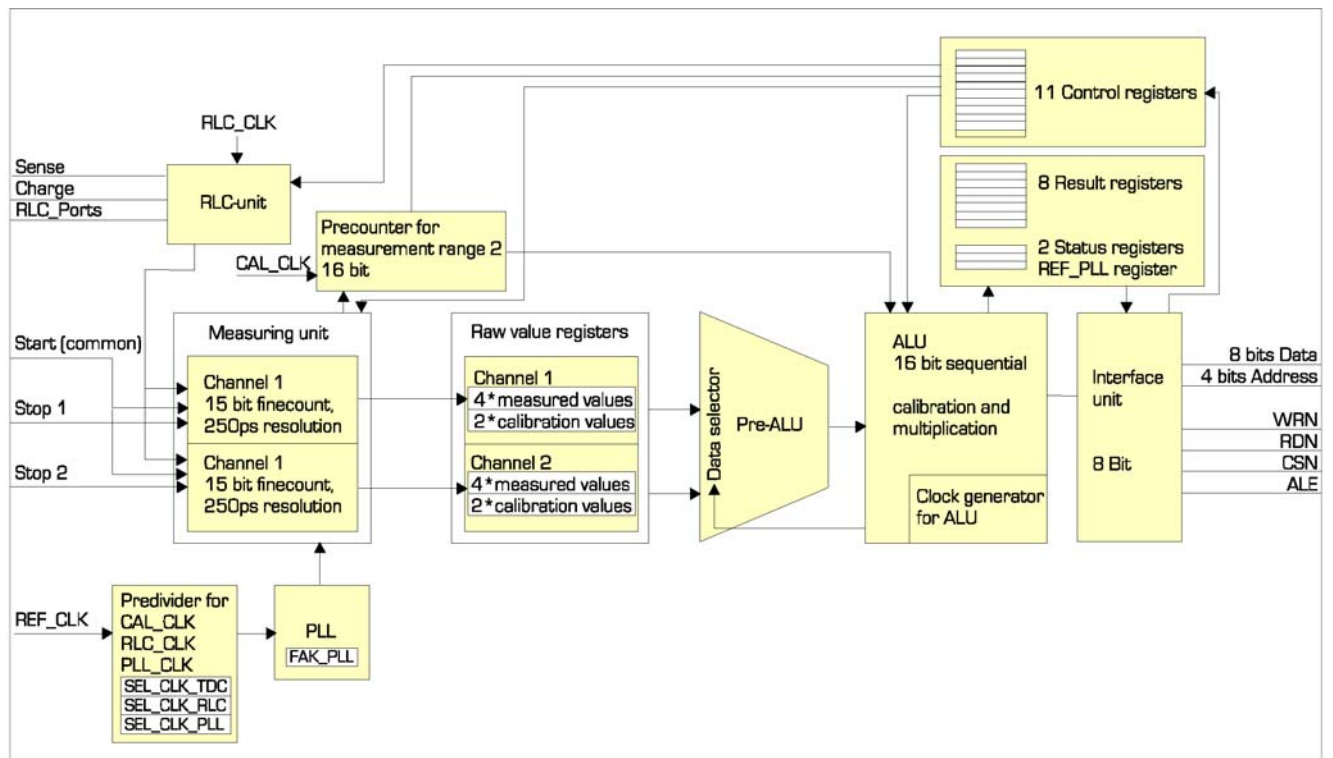 11 Control registers
RLC_CLK
Sense
Charge
RLC_Ports
RLC-unit
8 Result registers
2 Status registers
REF_PLL register
Precounter for
measurement range 2
16 bit
CAL_CLK
Start (common)
Stop 1
Stop 2
Measuring unit
Channel 1
15 bit finecount,
250ps resolution
Channel 1
15 bit finecount,
250ps resolution
Raw value registers
Channel 1
4*measured values
2*calibration values
Channel 2
4*measured values
2*calibration values
Data selector
Pre-ALU
ALU
16 bit sequential
calibration and
multiplication
Clock generator
for ALU
Interface
unit
8 Bit
8 bits Data
4 bits Address
WRN
RDN
CSN
ALE
REF_CLK
Predivider for
CAL_CLK
RLC_CLK
PLL_CLK
SEL_CLK_TDC
SEL_CLK_RLC
SEL_CLK_PLL
PLL
FAK_PLL